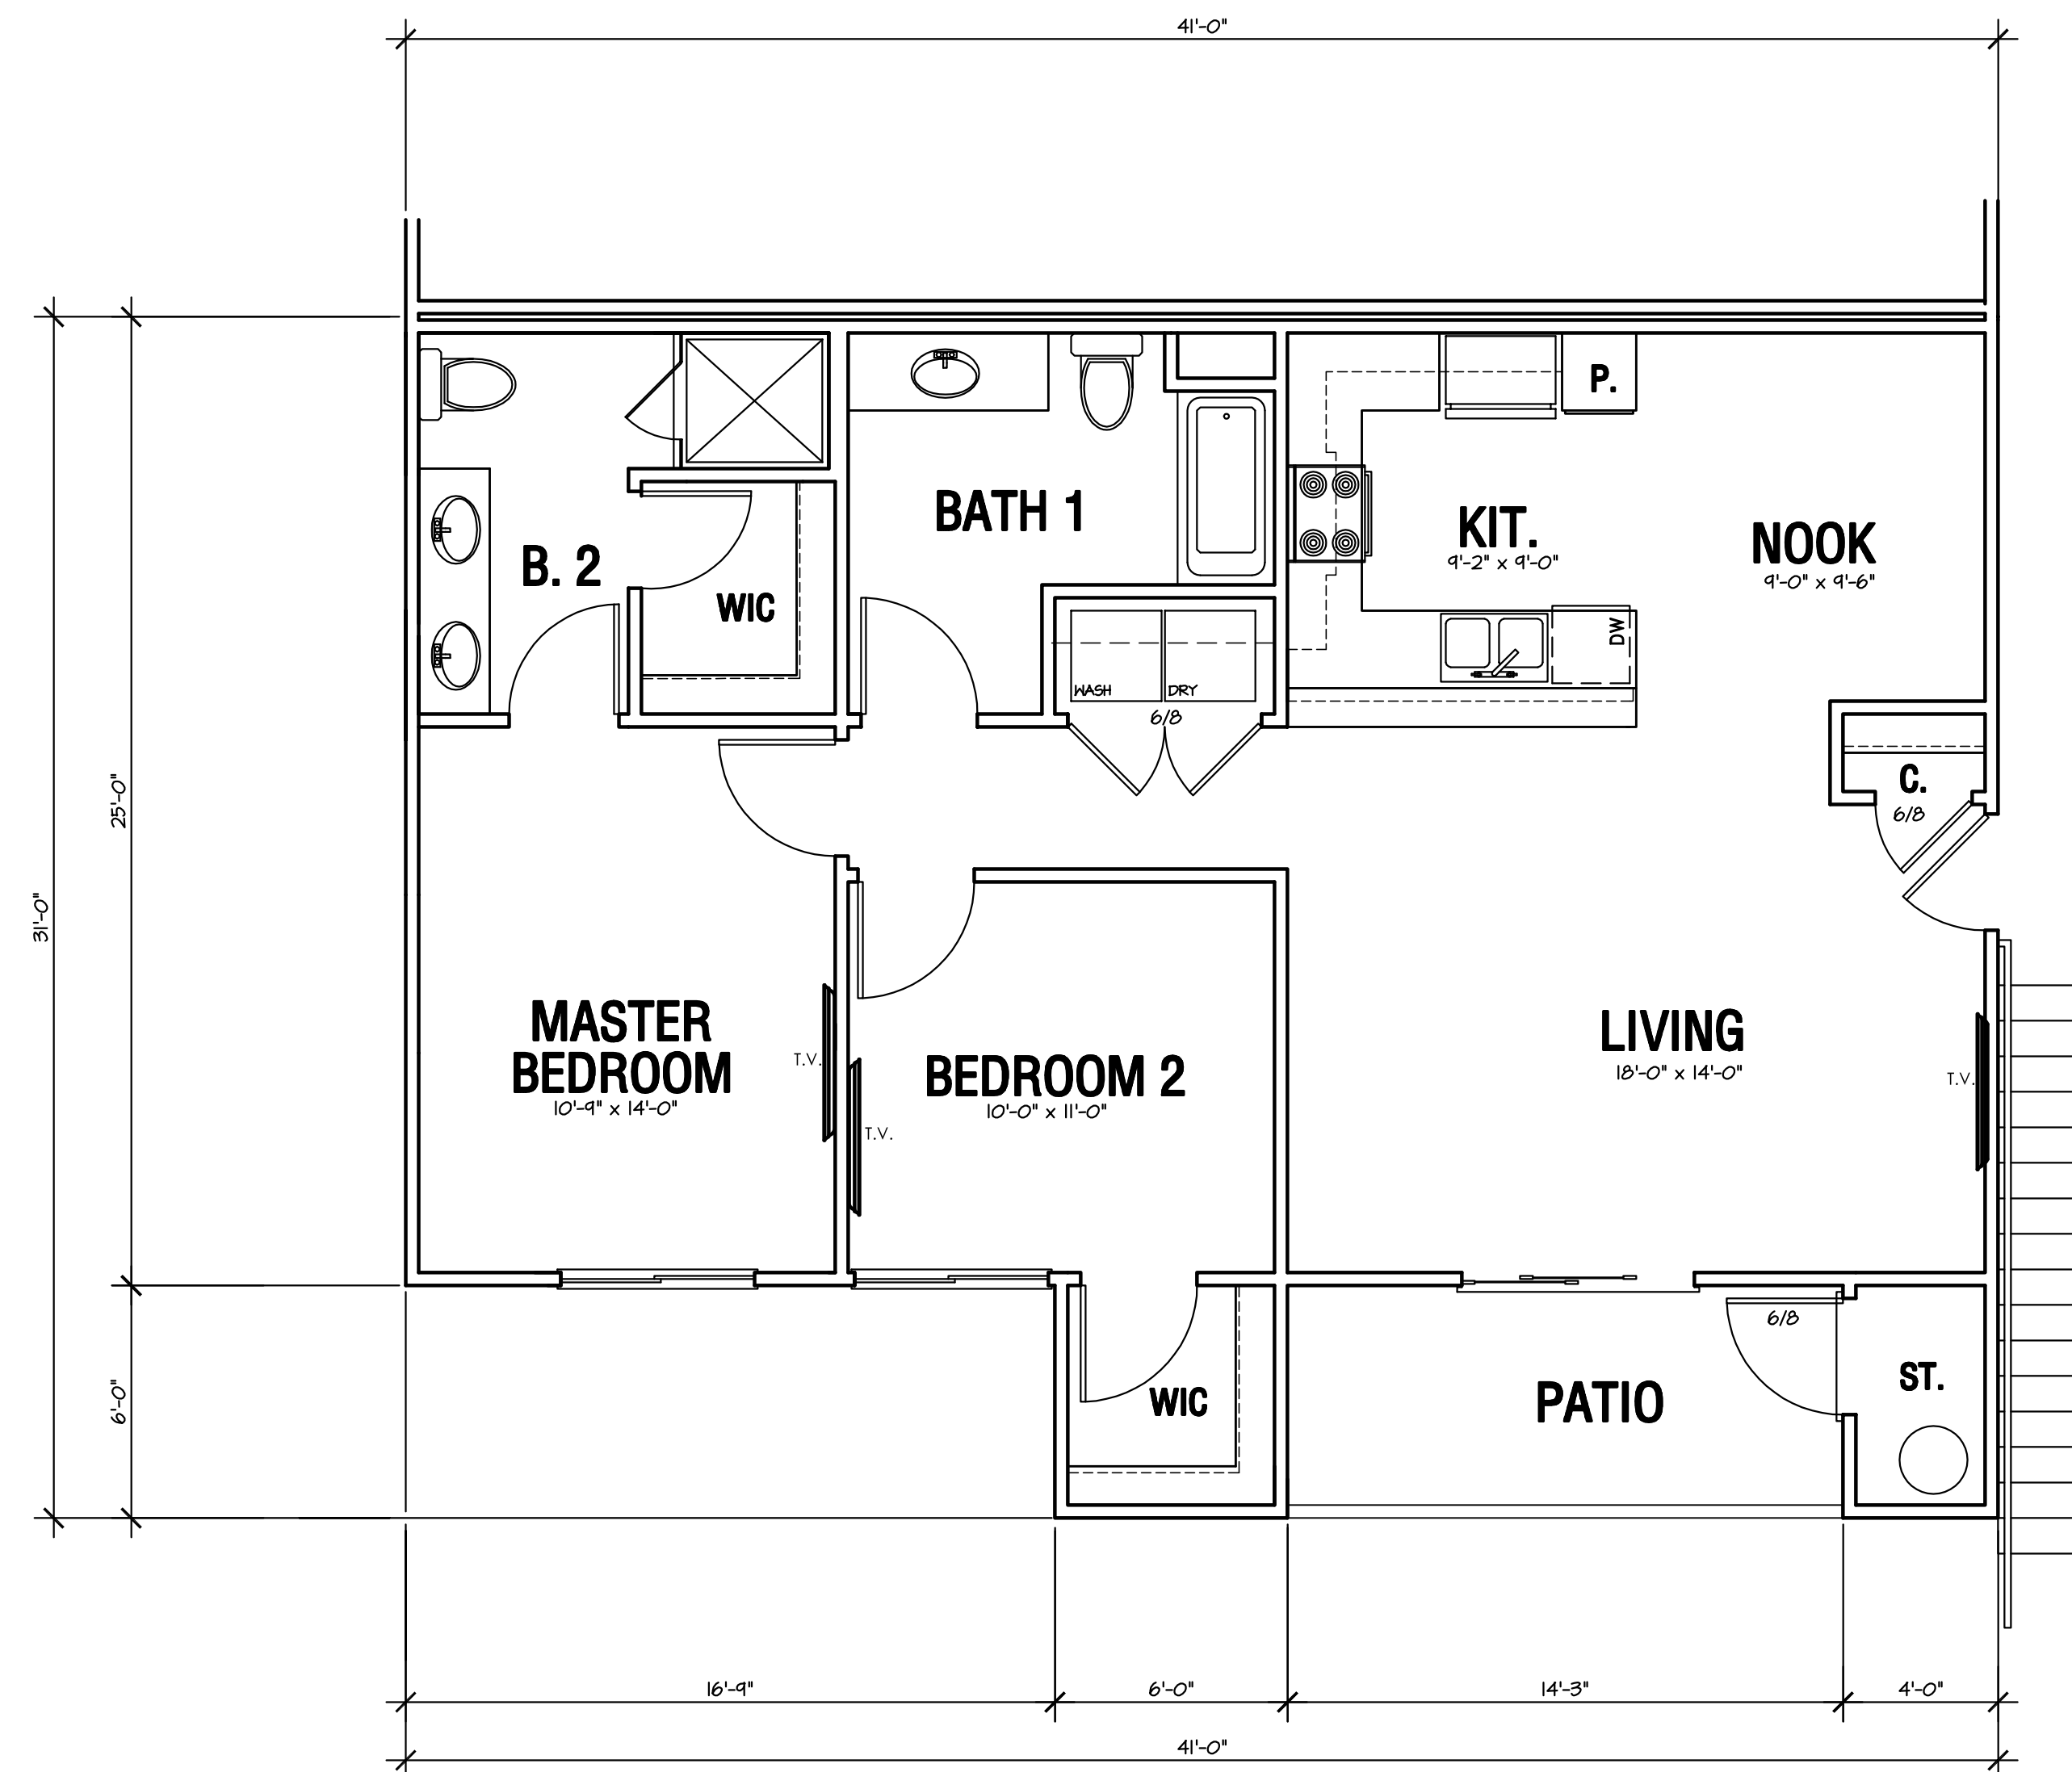 41'-0"
P.
BATH 1
KIT.
9'-2" x 9'-0"
NOOK
9'-0" x 9'-6"
B. 2
WIC
DW
WASH
DRY
6/8
C.
6/8
25'-0"
31'-0"
MASTER
BEDROOM
10'-9" x 14'-0"
T.V.
BEDROOM 2
10'-0" x 11'-0"
T.V.
LIVING
18'-0" x 14'-0"
T.V.
6/8
6'-0"
WIC
PATIO
ST.
16'-9"
6'-0"
14'-3"
4'-0"
41'-0"